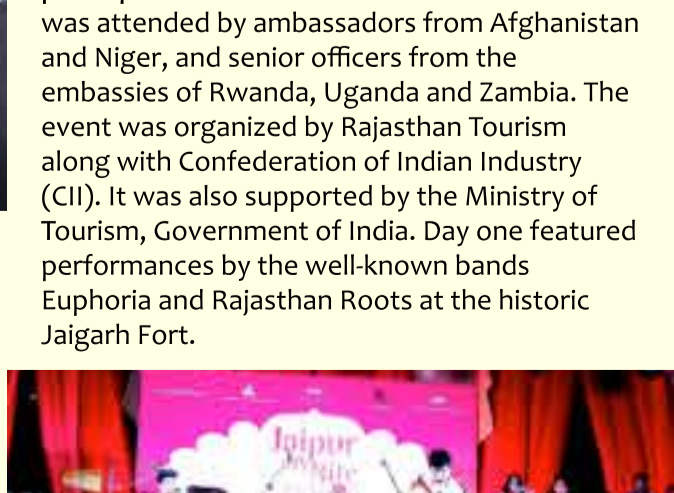 was attended by ambassadors from Afghanistan
and Niger, and senior officers from the
embassies of Rwanda, Uganda and Zambia. The
event was organized by Rajasthan Tourism
along with Confederation of Indian Industry
(CII). It was also supported by the Ministry of
Tourism, Government of India. Day one featured
performances by the well-known bands
Euphoria and Rajasthan Roots at the historic
Jaigarh Fort.
Jaipur